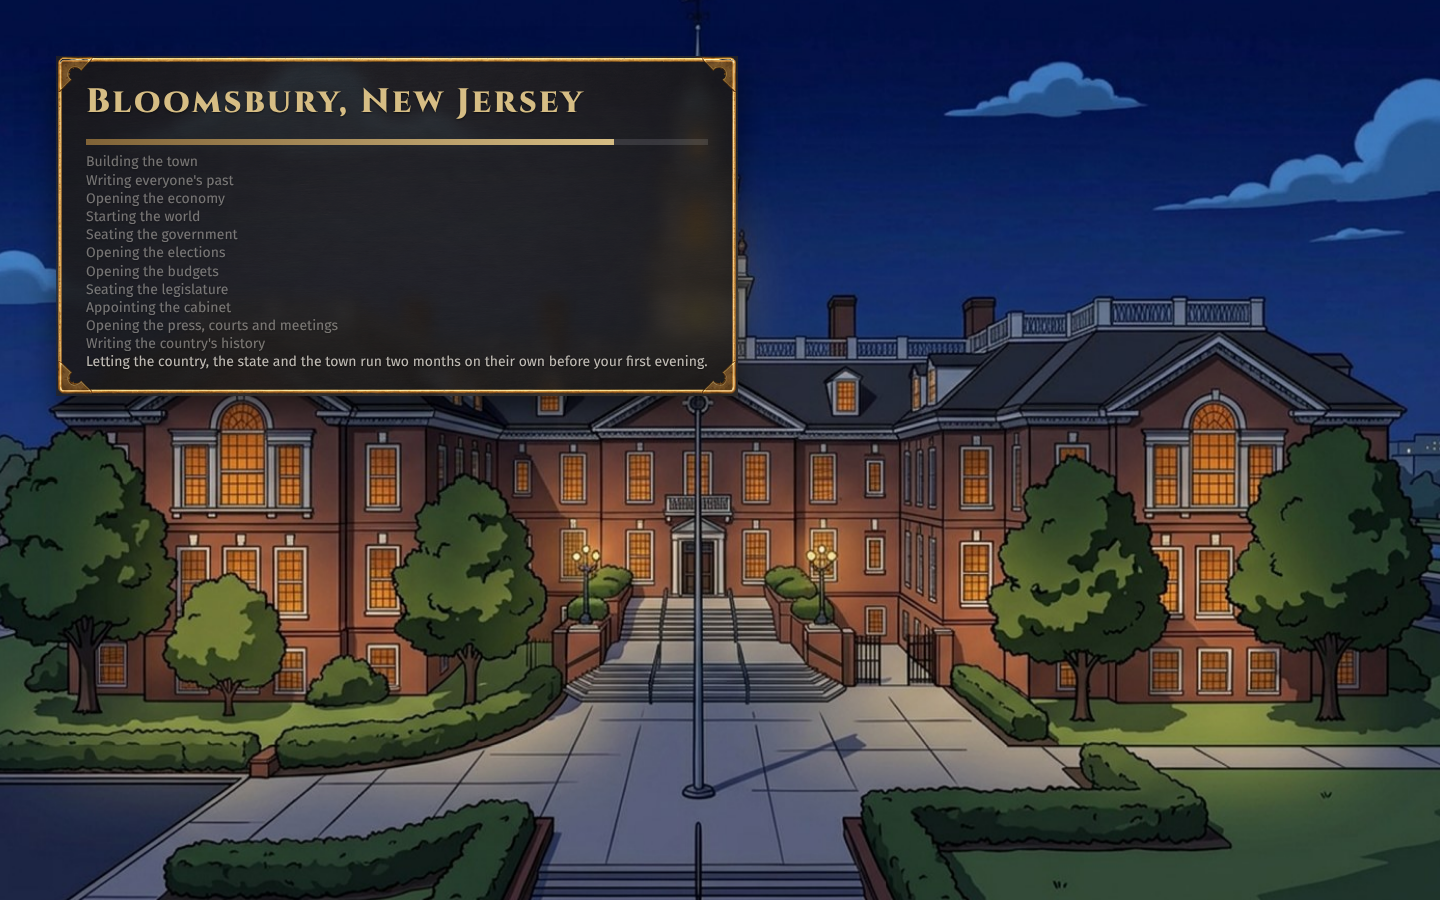 Bloomsbury, New Jersey
Building the town
Writing everyone's past
Opening the economy
Starting the world
Seating the government
Opening the elections
Opening the budgets
Seating the legislature
Appointing the cabinet
Opening the press, courts and meetings
Writing the country's history
Letting the country, the state and the town run two months on their own before your first evening.